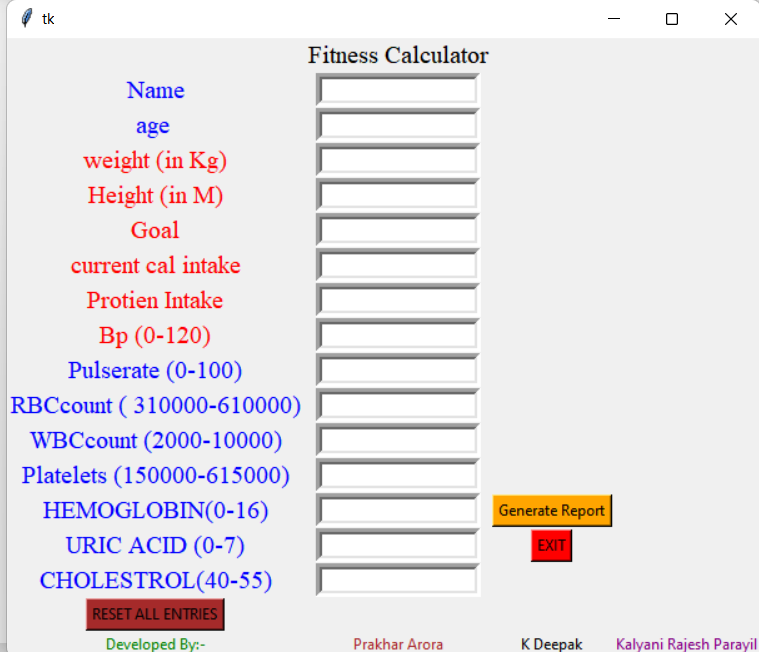 tk
Fitness Calculator
Name
age
weight (in Kg)
Height (in M)
Goal
current cal intake
Protien Intake
Bp (0-120)
Pulserate (0-100)
RBCcount ( 310000-610000)
WBCcount (2000-10000)
Platelets (150000-615000)
HEMOGLOBIN(0-16) Generate Report
URIC ACID (0-7) EXIT
CHOLESTROL(40-55)
RESET ALL ENTRIES
Developed By:- Prakhar Arora K Deepak Kalyani Rajesh Parayil